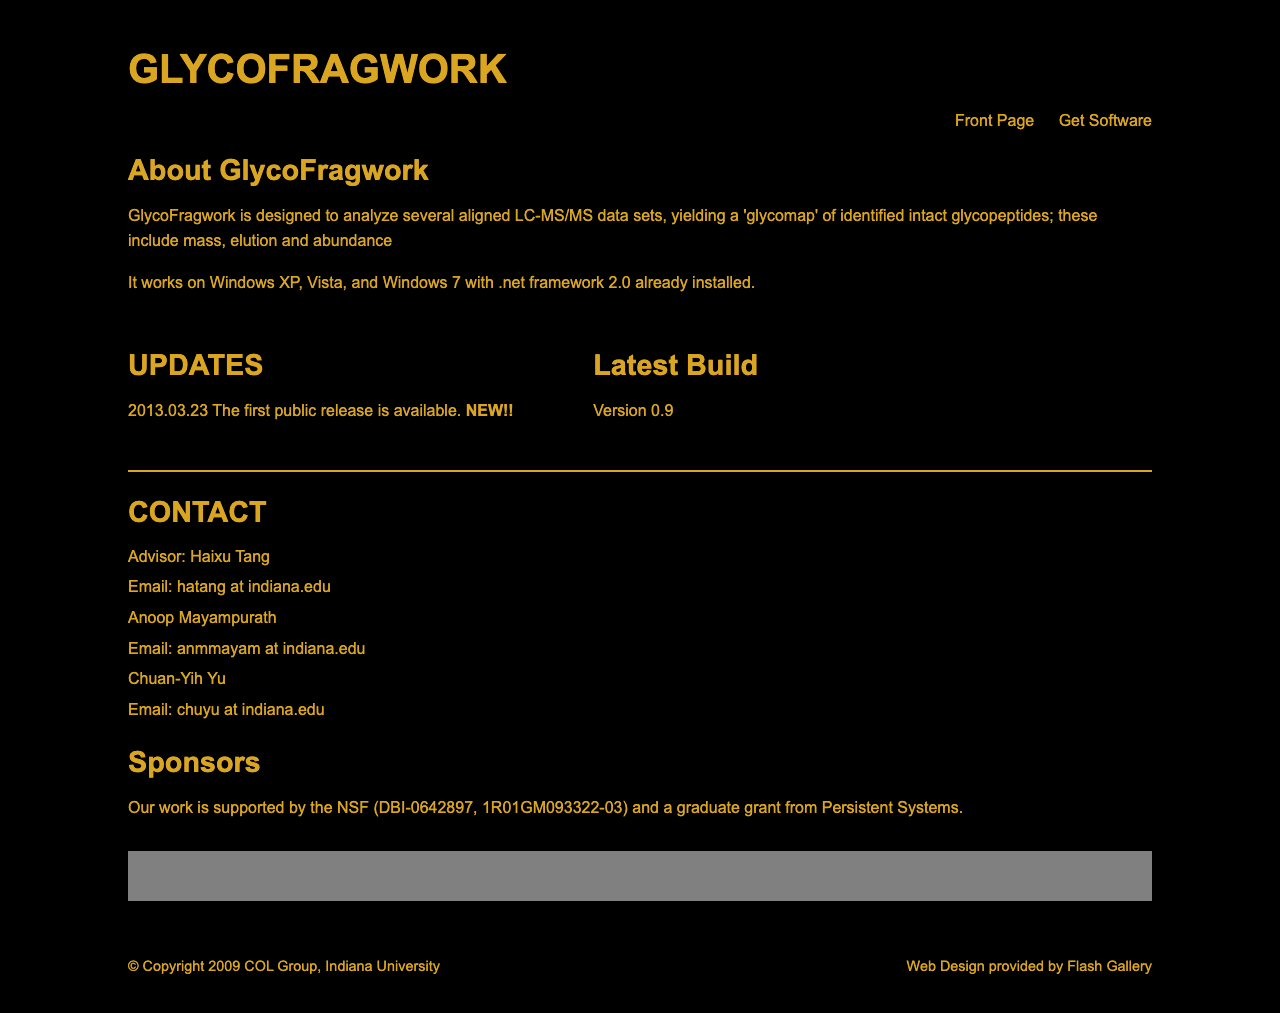 GLYCOFRAGWORK
Front Page Get Software
About GlycoFragwork
GlycoFragwork is designed to analyze several aligned LC-MS/MS data sets, yielding a 'glycomap' of identified intact glycopeptides; these
include mass, elution and abundance
It works on Windows XP, Vista, and Windows 7 with .net framework 2.0 already installed.
UPDATES
2013.03.23 The first public release is available. NEW!!
Latest Build
Version 0.9
CONTACT
Advisor: Haixu Tang
Email: hatang at indiana.edu
Anoop Mayampurath
Email: anmmayam at indiana.edu
Chuan-Yih Yu
Email: chuyu at indiana.edu
Sponsors
Our work is supported by the NSF (DBI-0642897, 1R01GM093322-03) and a graduate grant from Persistent Systems.
© Copyright 2009 COL Group, Indiana University
Web Design provided by Flash Gallery